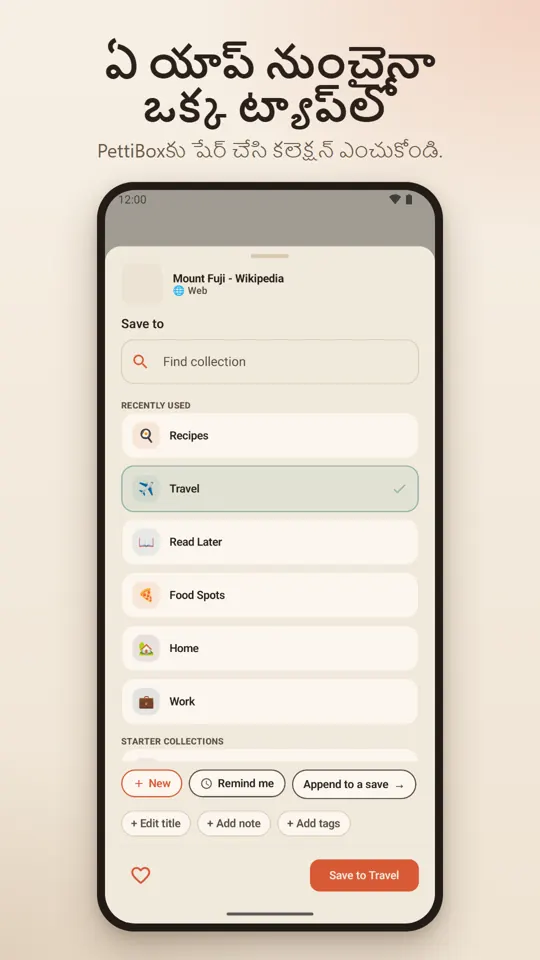 ఏ యాప్ నుంచైనా
ఒక్క ట్యాప్‌లో
PettiBoxకు షేర్ చేసి కలెక్షన్ ఎంచుకోండి.
12:00
Mount Fuji - Wikipedia
🌐 Web
Save to
Find collection
RECENTLY USED
Recipes
Travel
Read Later
Food Spots
Home
Work
STARTER COLLECTIONS
+ New
Remind me
Append to a save →
+ Edit title
+ Add note
+ Add tags
Save to Travel